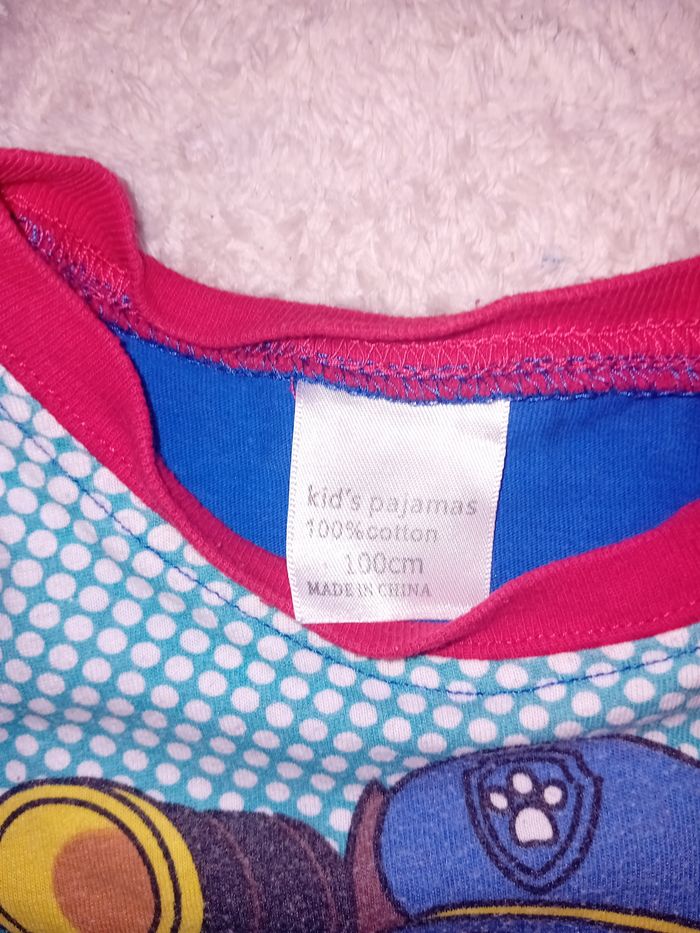 kid's pajamas
100%cotton
100cm
MADE IN CHINA